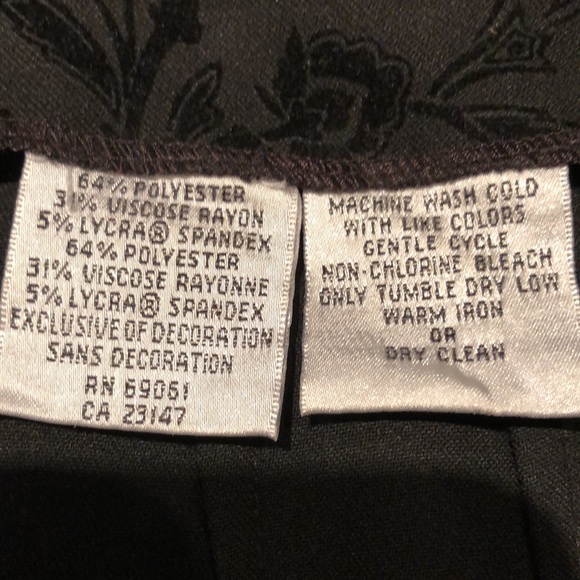 64% POLYESTER
31% VISCOSE RAYON
5% LYCRA® SPANDEX
64% POLYESTER
31% VISCOSE RAYONNE
5% LYCRA® SPANDEX
EXCLUSIVE OF DECORATION
SANS DECORATION
RN 69061
CA 23147
MACHINE WASH COLD
WITH LIKE COLORS
GENTLE CYCLE
NON-CHLORINE BLEACH
ONLY TUMBLE DRY LOW
WARM IRON
OR
DRY CLEAN